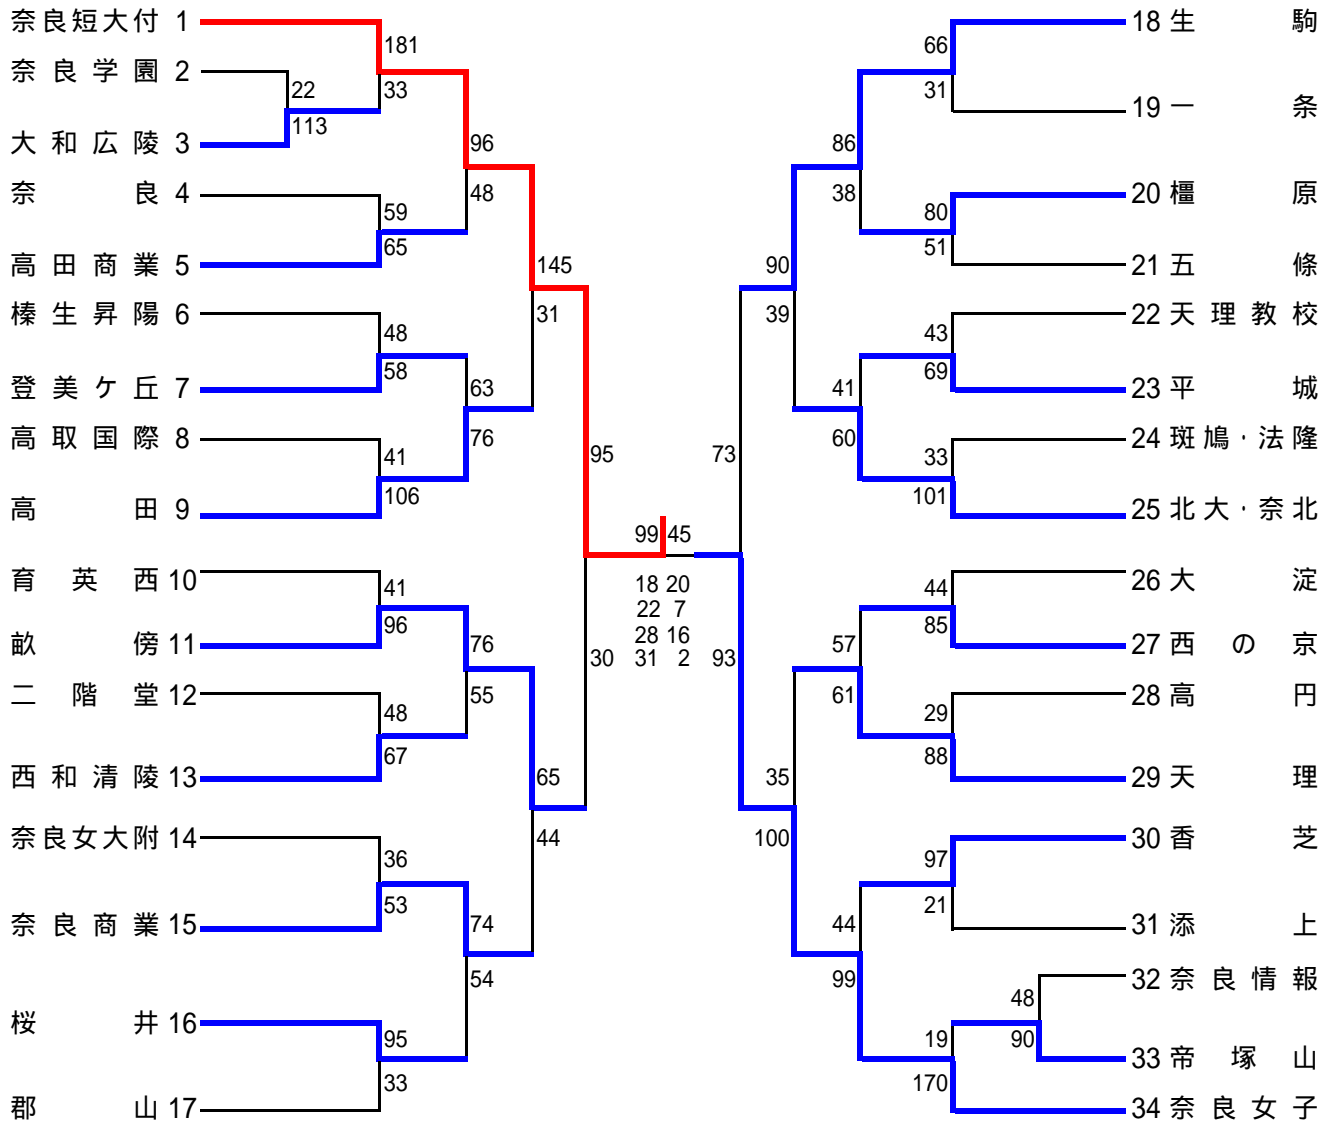 奈良短大付 1
181
奈良学園 2
22
33
113
大和広陵 3
96
奈良 4
48
59
65
高田商業 5
145
榛生昇陽 6
31
48
58
登美ケ丘 7
63
高取国際 8
76
41
95
106
高田 9
育英西 10
41
96
畝傍 11
76
30
二階堂 12
55
48
67
西和清陵 13
65
奈良女大附 14
44
36
53
奈良商業 15
74
54
桜井 16
95
33
郡山 17
99 45
18 20
22 7
28 16
31 2
18 生駒
66
31
19 一条
86
20 橿原
38
80
51
21 五條
90
22 天理教校
39
43
69
23 平城
41
24 斑鳩・法隆
60
33
73
101
25 北大・奈北
26 大淀
44
85
27 西の京
57
93
28 高円
61
29
88
29 天理
35
30 香芝
100
97
21
31 添上
44
32 奈良情報
99
48
90
19
33 帝塚山
170
34 奈良女子